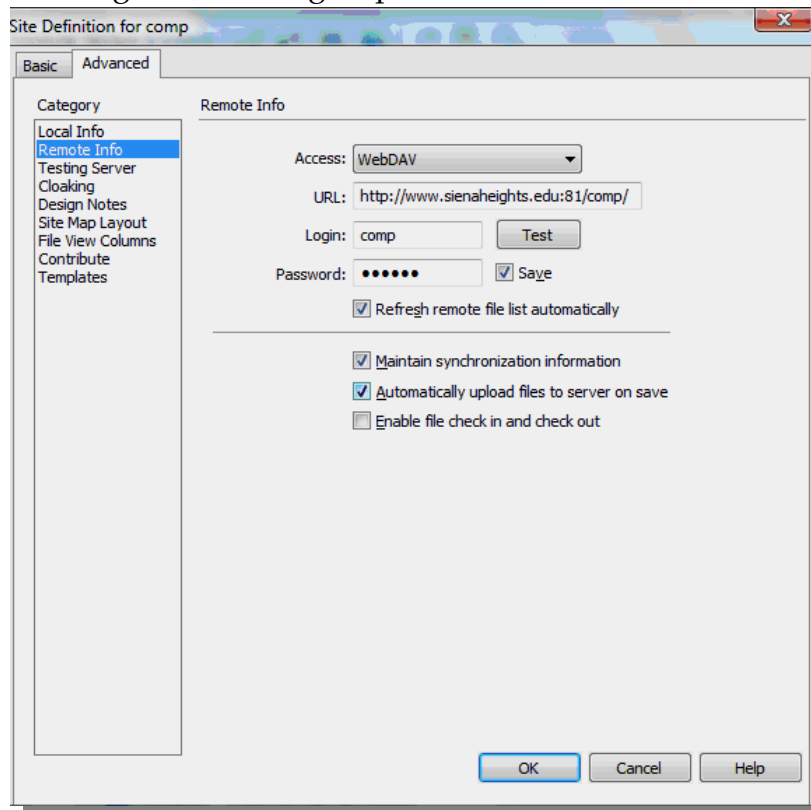 Site Definition for comp
Basic Advanced
Category
Remote Info
Local Info
Remote Info
Testing Server
Cloaking
Design Notes
Site Map Layout
File View Columns
Contribute
Templates
Access: WebDAV
URL: http://www.sienaheights.edu:81/comp/
Login: comp Test
Password: •••••• Save
Refresh remote file list automatically
Maintain synchronization information
Automatically upload files to server on save
Enable file check in and check out
OK Cancel Help